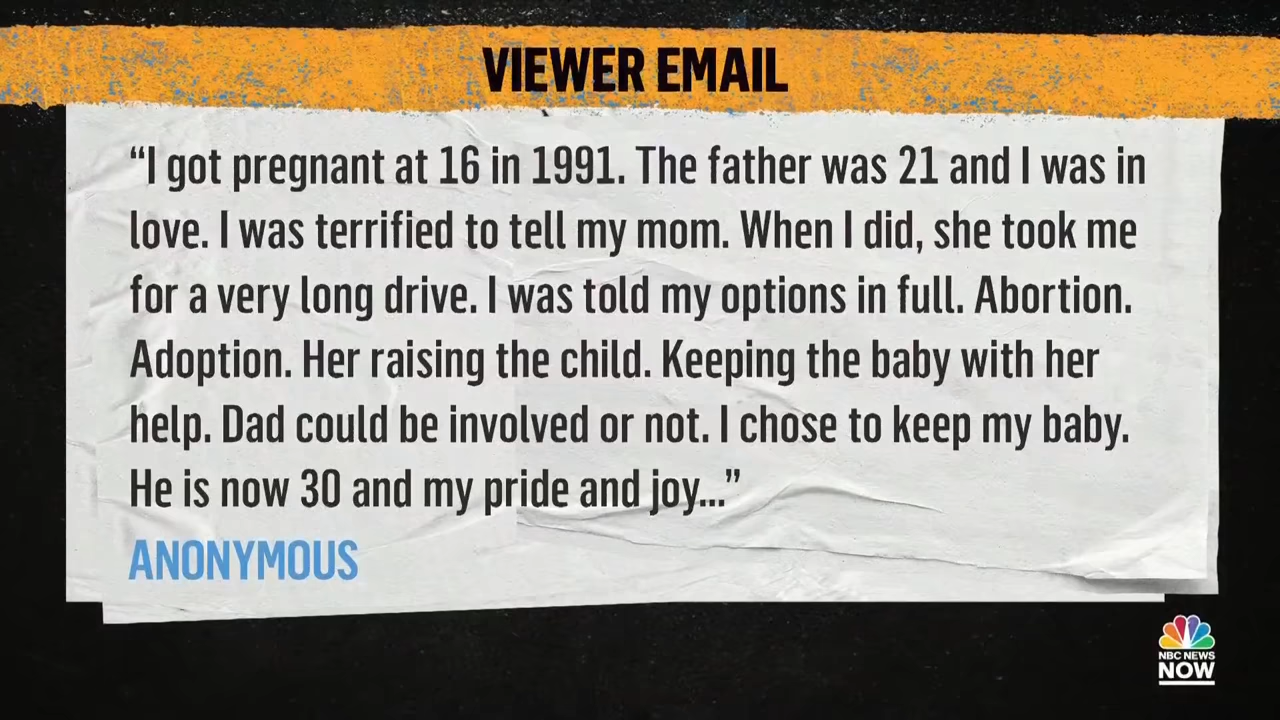 VIEWER EMAIL
“I got pregnant at 16 in 1991. The father was 21 and I was in
love. I was terrified to tell my mom. When I did, she took me
for a very long drive. I was told my options in full. Abortion.
Adoption. Her raising the child. Keeping the baby with her
help. Dad could be involved or not. I chose to keep my baby.
He is now 30 and my pride and joy...”
ANONYMOUS
NBC NEWS
NOW